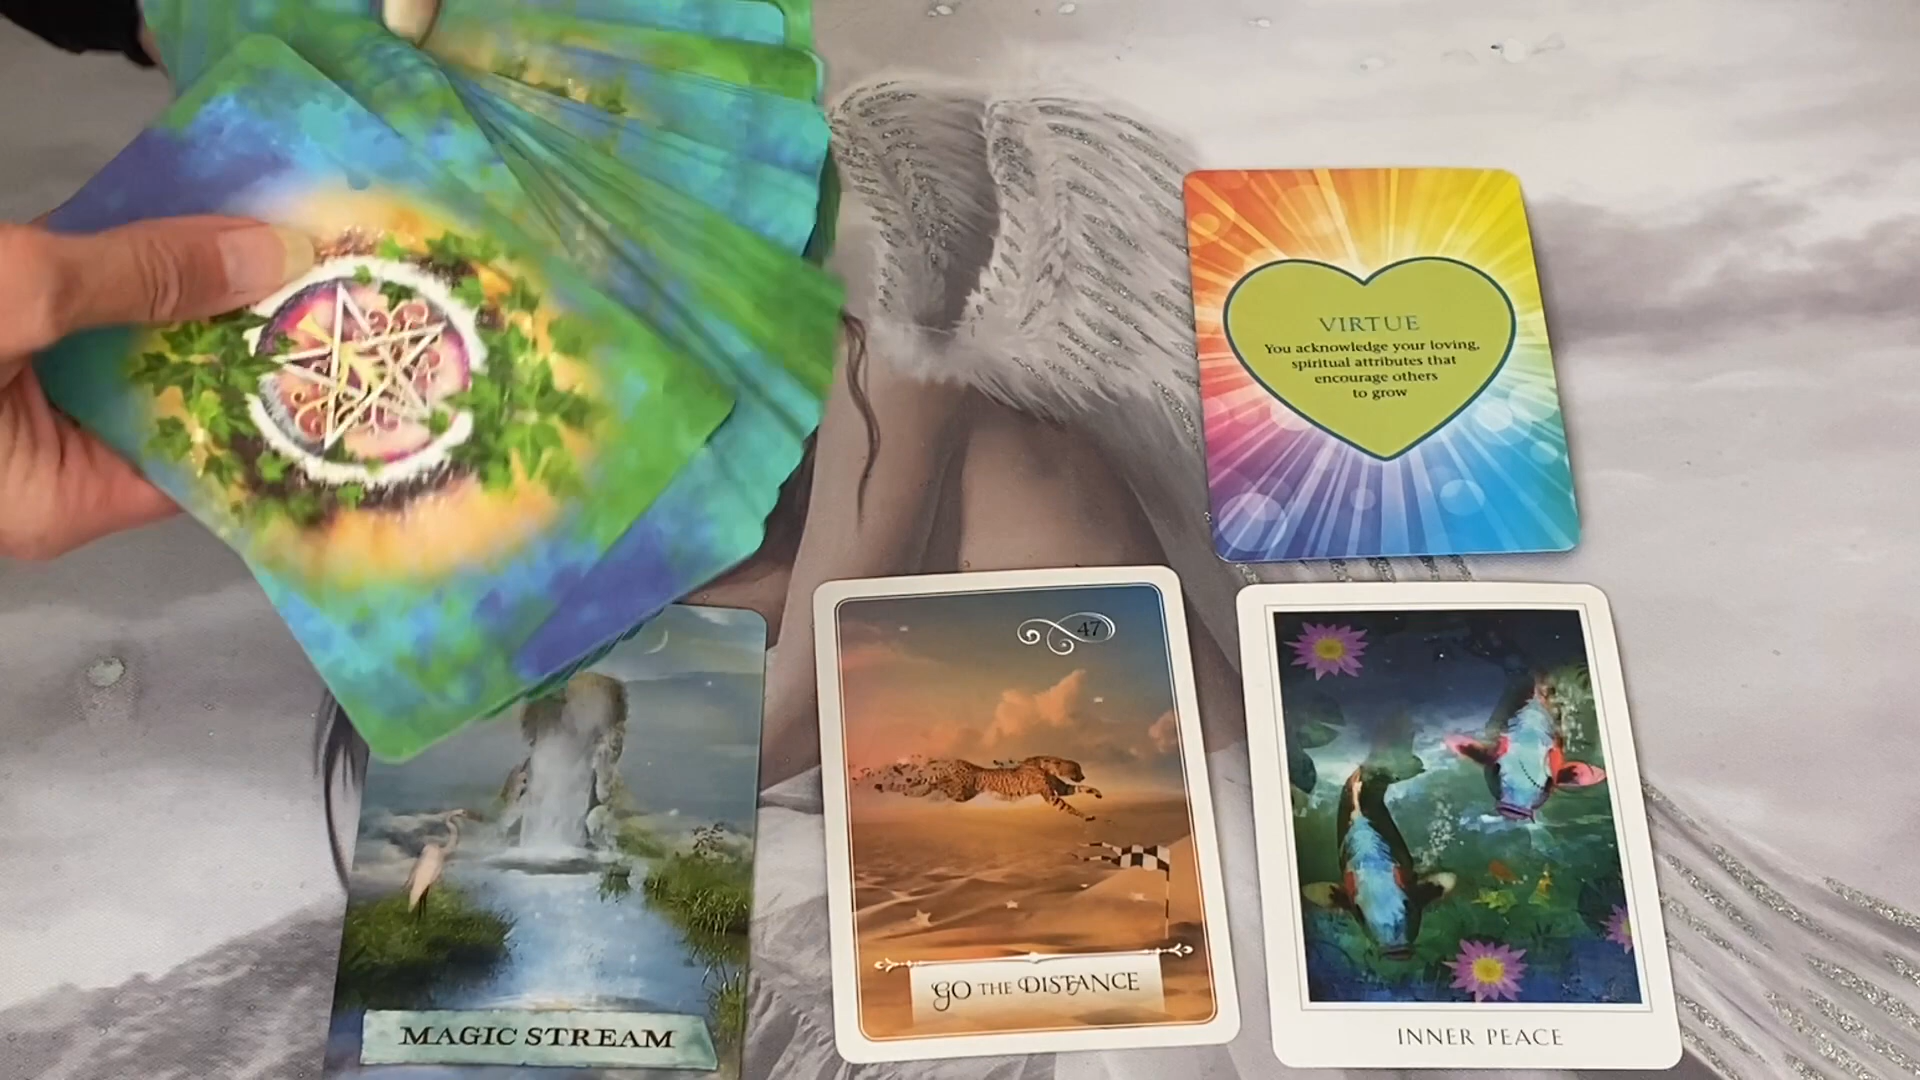 VIRTUE
You acknowledge your loving,
spiritual attributes that
encourage others
to grow
47
GO THE DISTANCE
INNER PEACE
MAGIC STREAM